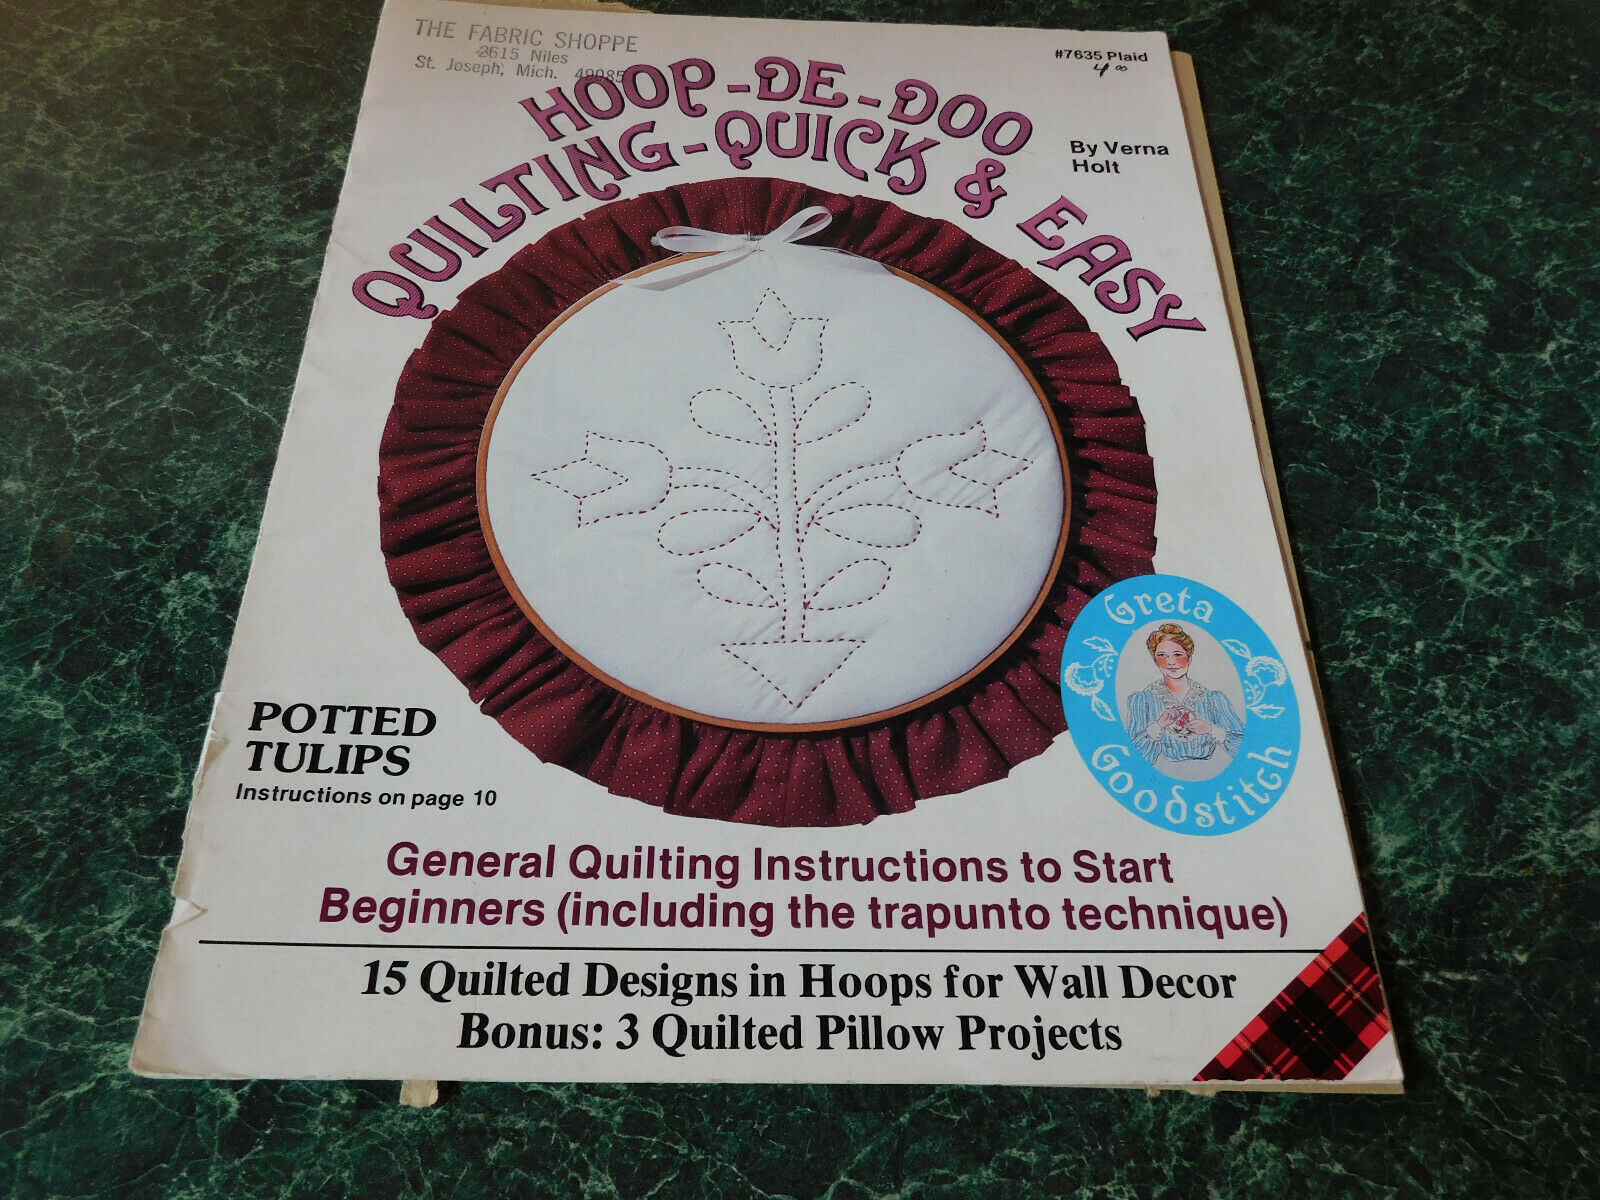 THE FABRIC SHOPPE
2615 Niles
St. Joseph, Mich. 49085
#7635 Plaid
4.00
HOOP-DE-DOO
QUILTING-QUICK & EASY
By Verna
Holt
Greta
Goodstitch
POTTED
TULIPS
Instructions on page 10
General Quilting Instructions to Start
Beginners (including the trapunto technique)
15 Quilted Designs in Hoops for Wall Decor
Bonus: 3 Quilted Pillow Projects